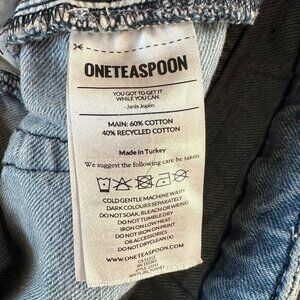 ONETEASPOON
YOU GOT TO GET IT
WHILE YOU CAN.
- Janis Joplin
MAIN: 60% COTTON
40% RECYCLED COTTON
Made in Turkey
We suggest the following care be taken
COLD GENTLE MACHINE WASH
DARK COLOURS SEPARATELY
DO NOT SOAK, BLEACH OR WRING
DO NOT TUMBLE DRY
IRON ON LOW HEAT
DO NOT IRON ON PRINT
OR ACCESSORIES
DO NOT DRYCLEAN (X)
WWW.ONETEASPOON.COM